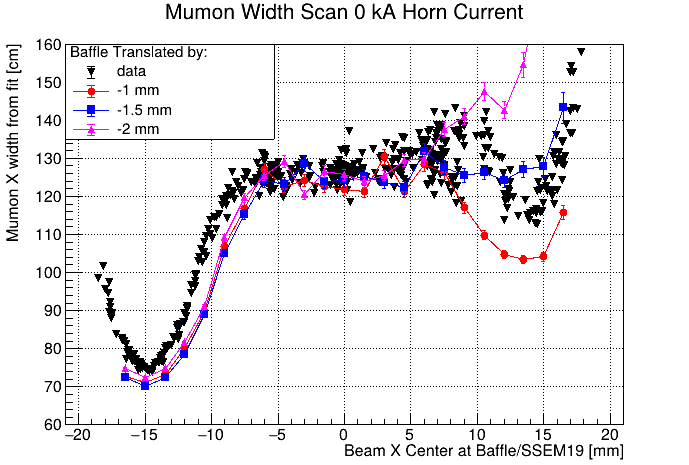 Mumon Width Scan 0 kA Horn Current
Mumon X width from fit [cm]
160
150
140
130
120
110
100
90
80
70
60
Baffle Translated by:
data
-1 mm
-1.5 mm
-2 mm
−20 −15 −10 −5 0 5 10 15 20
Beam X Center at Baffle/SSEM19 [mm]